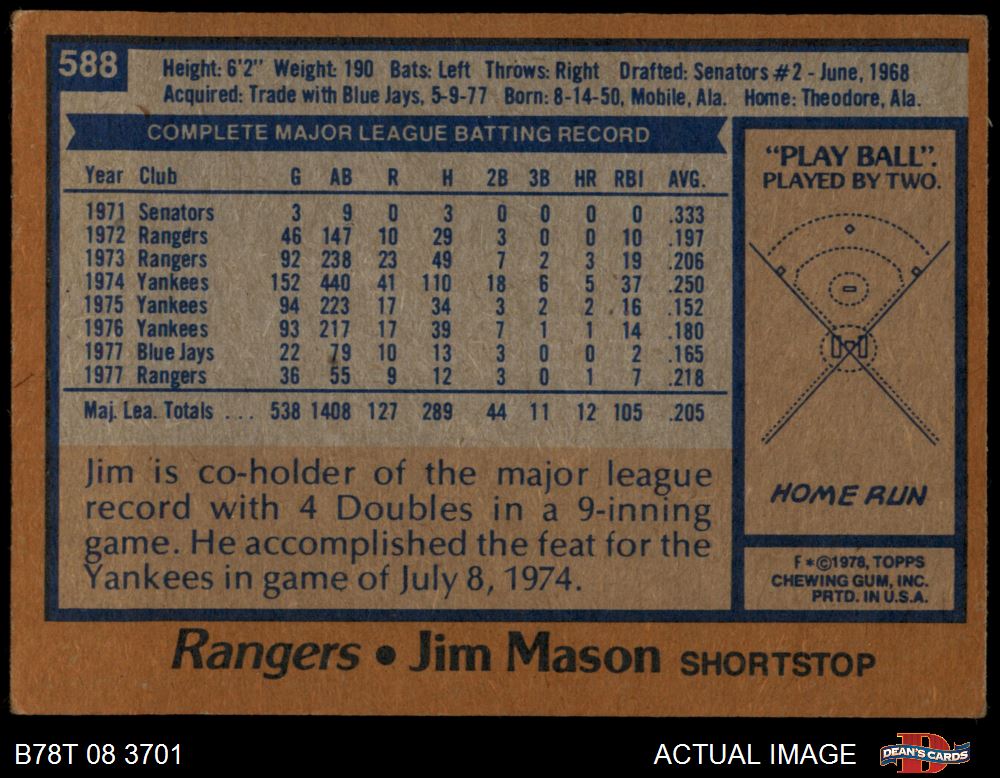 588
Height: 6'2" Weight: 190 Bats: Left Throws: Right Drafted: Senators #2 - June, 1968
Acquired: Trade with Blue Jays, 5-9-77 Born: 8-14-50, Mobile, Ala. Home: Theodore, Ala.
COMPLETE MAJOR LEAGUE BATTING RECORD
Year Club G AB R H 2B 3B HR RBI AVG.
1971 Senators 3 9 0 3 0 0 0 0 .333
1972 Rangers 46 147 10 29 3 0 0 10 .197
1973 Rangers 92 238 23 49 7 2 3 19 .206
1974 Yankees 152 440 41 110 18 6 5 37 .250
1975 Yankees 94 223 17 34 3 2 2 16 .152
1976 Yankees 93 217 17 39 7 1 1 14 .180
1977 Blue Jays 22 79 10 13 3 0 0 2 .165
1977 Rangers 36 55 9 12 3 0 1 7 .218
Maj. Lea. Totals ... 538 1408 127 289 44 11 12 105 .205
Jim is co-holder of the major league
record with 4 Doubles in a 9-inning
game. He accomplished the feat for the
Yankees in game of July 8, 1974.
"PLAY BALL".
PLAYED BY TWO.
HOME RUN
F*©1978, TOPPS
CHEWING GUM, INC.
PRTD. IN U.S.A.
Rangers • Jim Mason SHORTSTOP
B78T 08 3701
ACTUAL IMAGE
DEAN'S CARDS